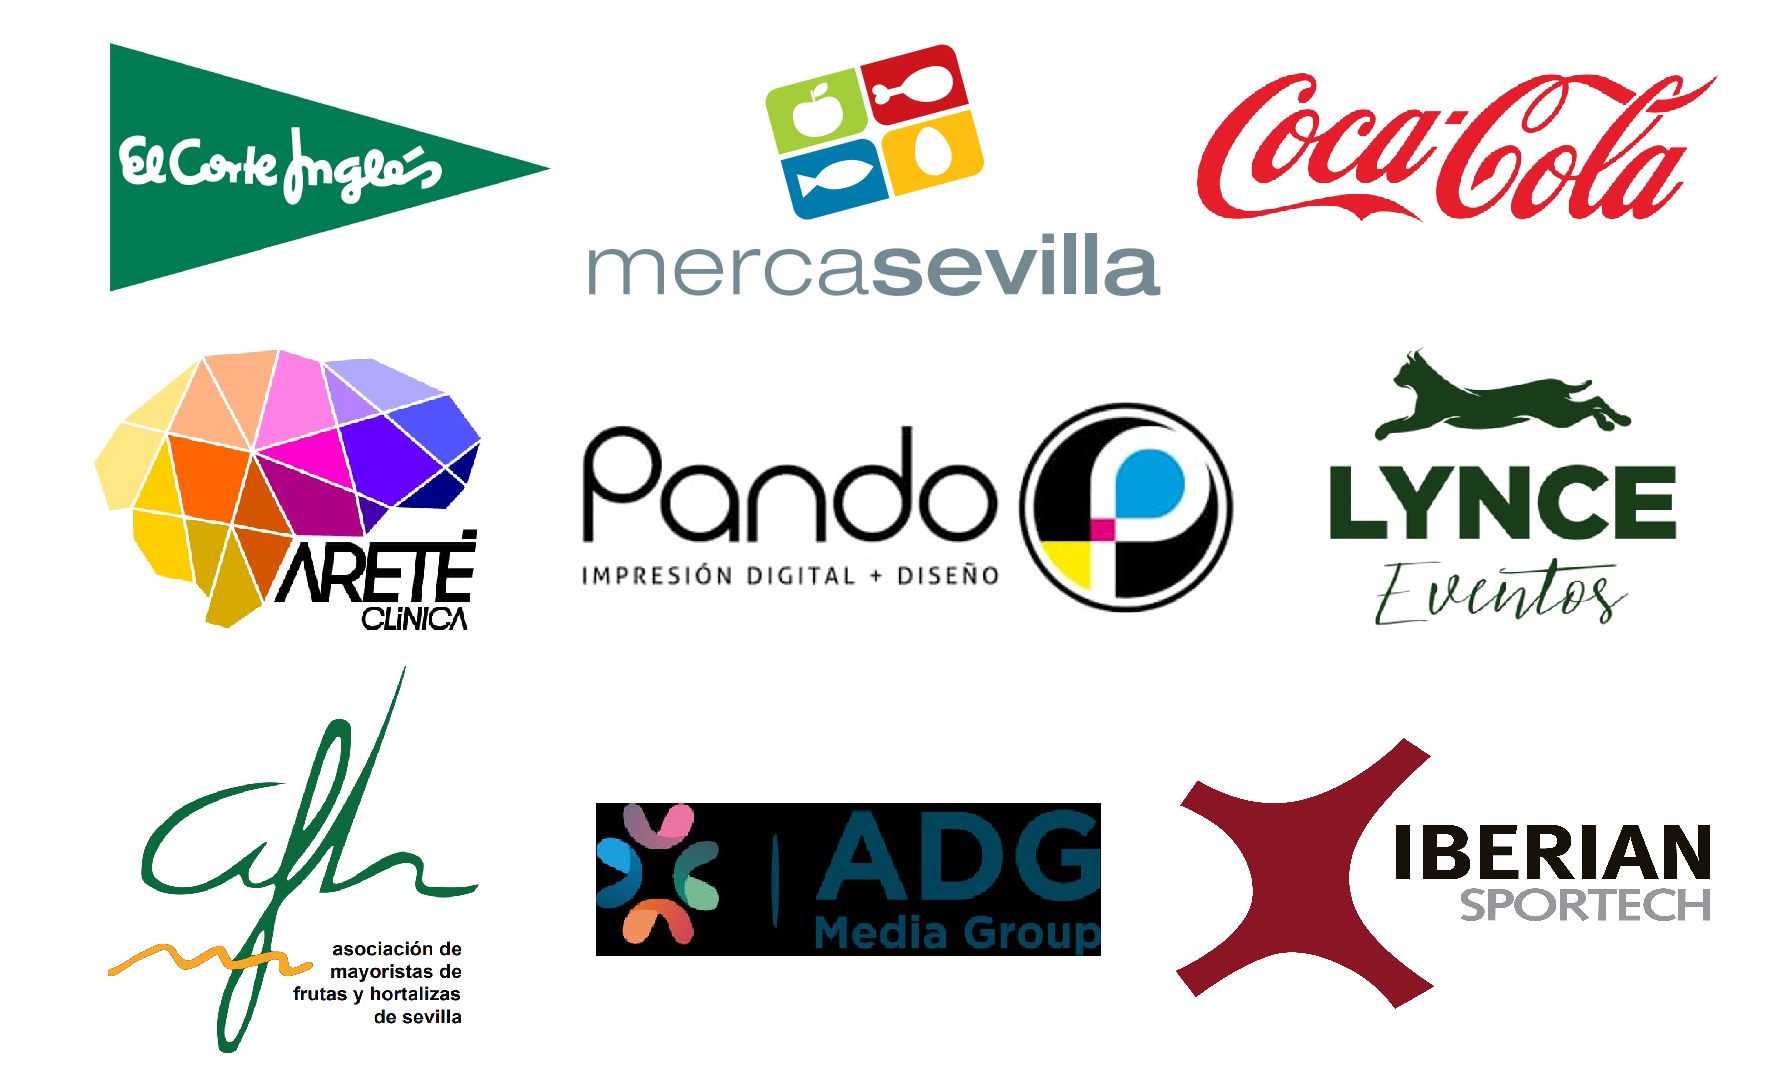 El Corte Inglés
mercasevilla
Coca-Cola
ARETÉ
CLíNICA
Pando
IMPRESIÓN DIGITAL + DISEÑO
LYNCE
Eventos
asociación de
mayoristas de
frutas y hortalizas
de sevilla
ADG
Media Group
IBERIAN
SPORTECH